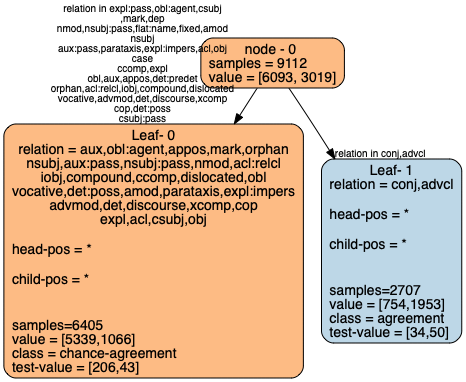 relation in expl:pass,obl:agent,csubj
,mark,dep
nmod,nsubj:pass,flat:name,fixed,amod
nsubj
aux:pass,parataxis,expl:impers,acl,obj
case
ccomp,expl
obl,aux,appos,det:predet
orphan,acl:relcl,iobj,compound,dislocated
vocative,advmod,det,discourse,xcomp
cop,det:poss
csubj:pass
node - 0
samples = 9112
value = [6093, 3019]
Leaf- 0
relation = aux,obl:agent,appos,mark,orphan
nsubj,aux:pass,nsubj:pass,nmod,acl:relcl
iobj,compound,ccomp,dislocated,obl
vocative,det:poss,amod,parataxis,expl:impers
advmod,det,discourse,xcomp,cop
expl,acl,csubj,obj
head-pos = *
child-pos = *
samples=6405
value = [5339,1066]
class = chance-agreement
test-value = [206,43]
relation in conj,advcl
Leaf- 1
relation = conj,advcl
head-pos = *
child-pos = *
samples=2707
value = [754,1953]
class = agreement
test-value = [34,50]